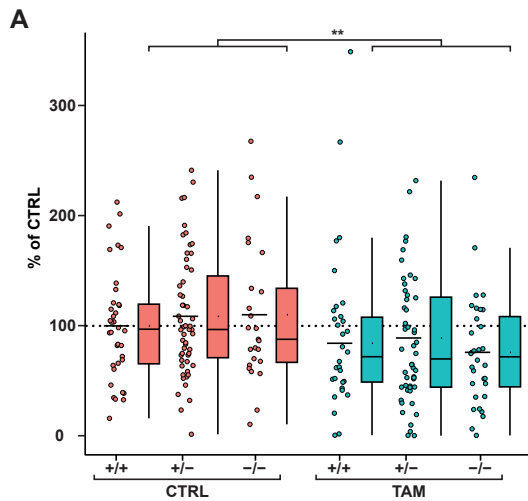 A
**
% of CTRL
300
200
100
0
+/+ +/− −/− +/+ +/− −/−
CTRL TAM